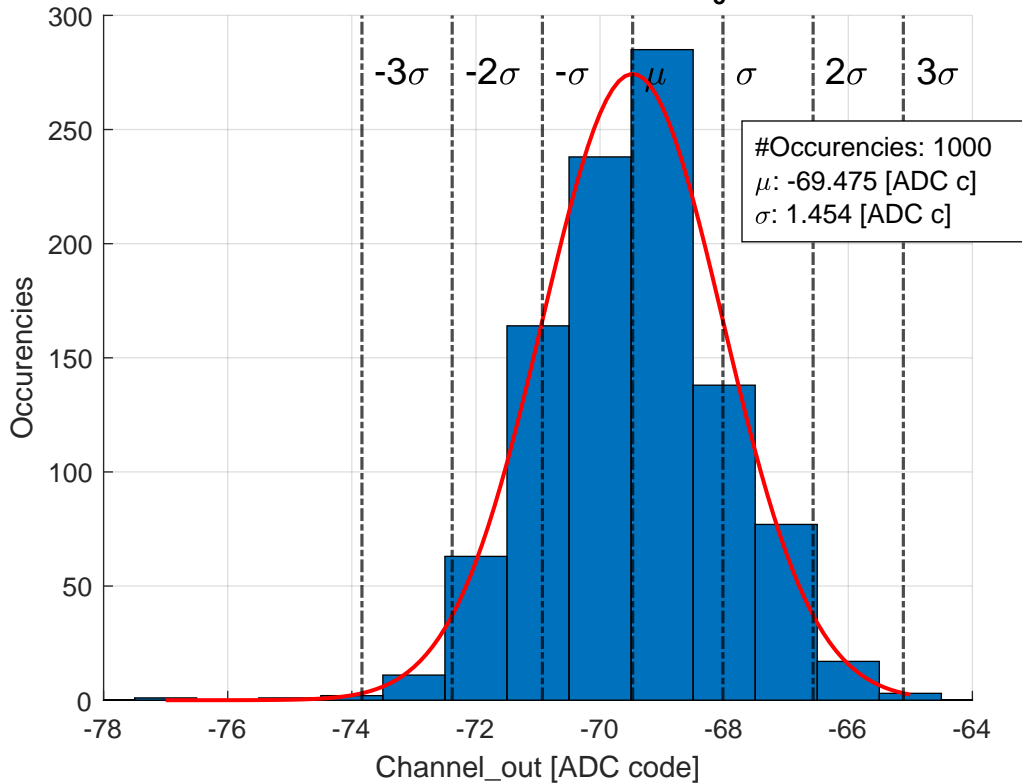 300
250
200
150
100
50
0
-78
-76
-74
-72
-70
-68
-66
-64
Occurencies
Channel_out [ADC code]
-3σ
-2σ
-σ
μ
σ
2σ
3σ
#Occurencies: 1000
μ: -69.475 [ADC c]
σ: 1.454 [ADC c]